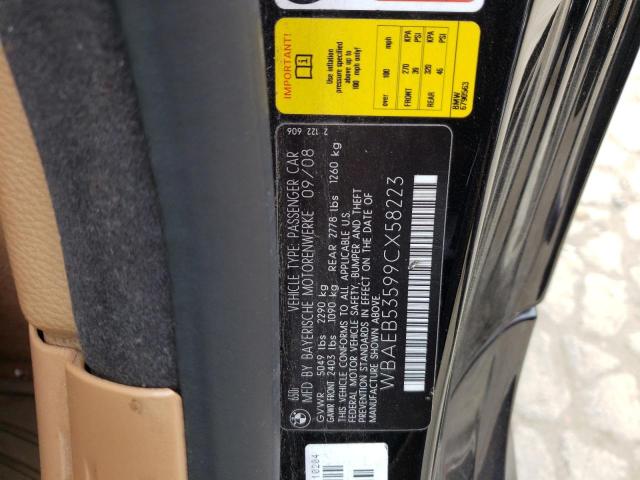 IMPORTANT!
Use inflation
pressure specified
above up to
100 mph only!
over 100 mph
FRONT 270 KPA 39 PSI
REAR 320 KPA 46 PSI
BMW
6790563
2 122 606
650i
VEHICLE TYPE: PASSENGER CAR
MFD BY BAYERISCHE MOTORENWERKE 09/08
GVWR 5049 lbs 2290 kg
GAWR FRONT 2403 lbs 1090 kg REAR 2778 lbs 1260 kg
THIS VEHICLE CONFORMS TO ALL APPLICABLE U.S.
FEDERAL MOTOR VEHICLE SAFETY, BUMPER AND THEFT
PREVENTION STANDARDS IN EFFECT ON THE DATE OF
MANUFACTURE SHOWN ABOVE.
WBAEB53599CX58223
10204